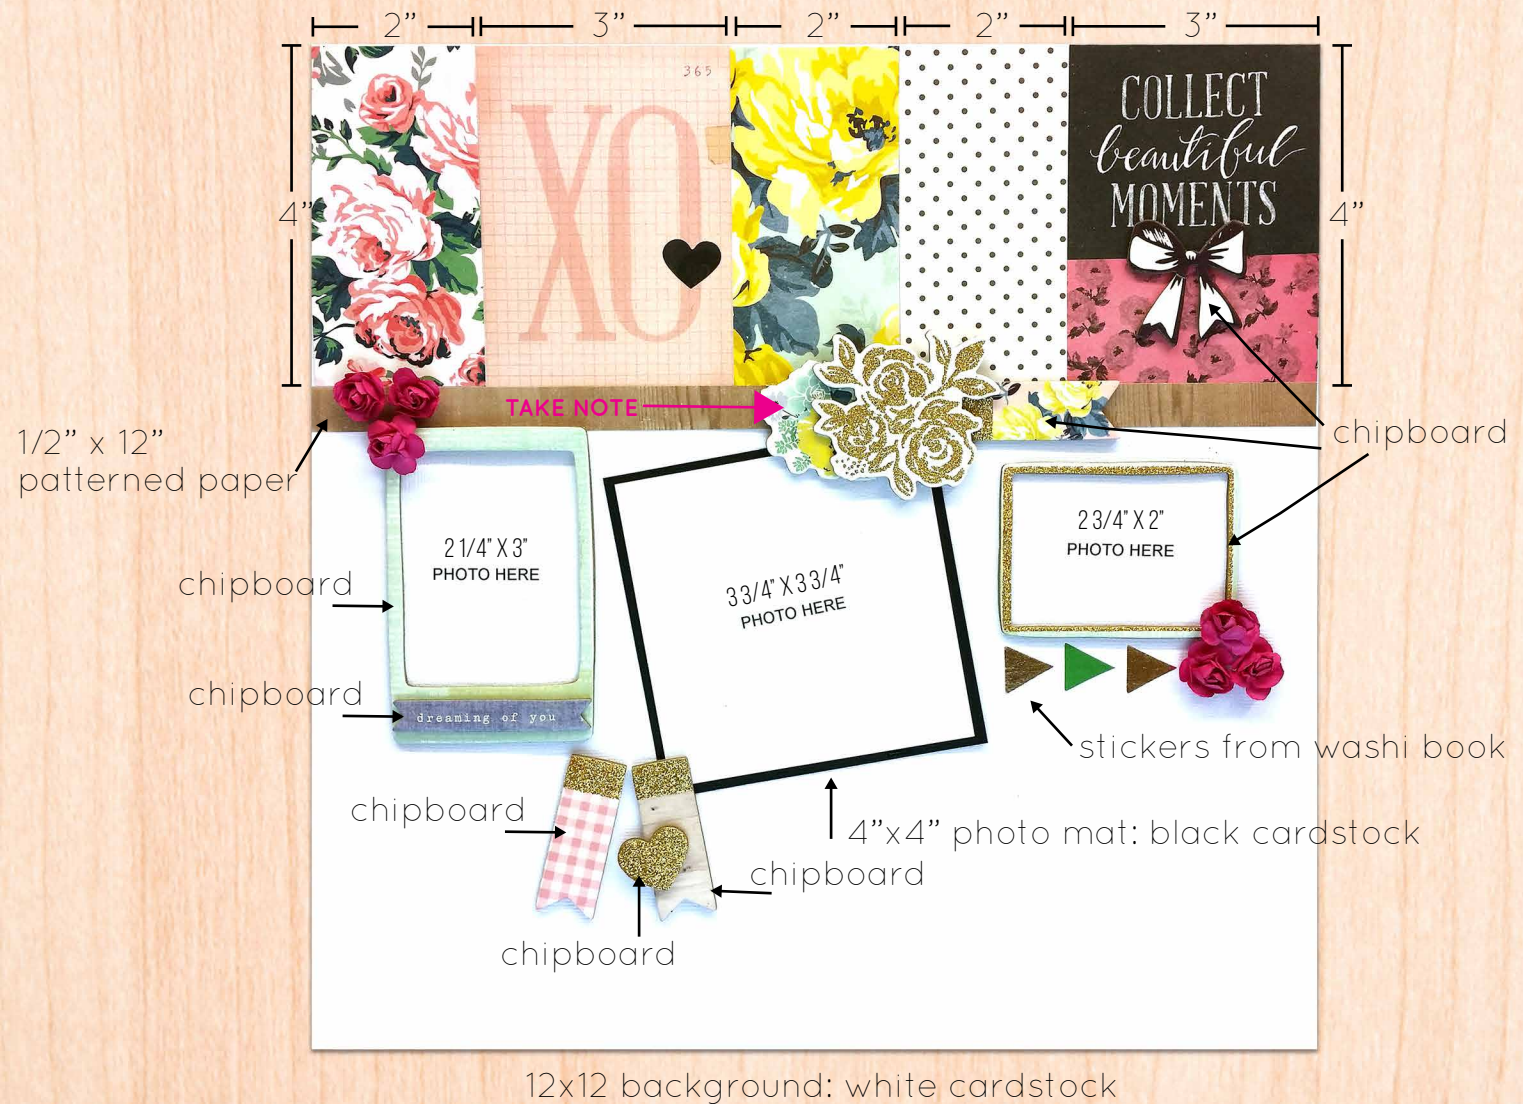 2” 3” 2” 2” 3”
365
XO
COLLECT
beautiful
MOMENTS
4”
4”
TAKE NOTE
1/2” x 12”
patterned paper
chipboard
2 1/4” X 3”
PHOTO HERE
3 3/4” X 3 3/4”
PHOTO HERE
2 3/4” X 2”
PHOTO HERE
chipboard
chipboard
dreaming of you
stickers from washi book
chipboard
4”x4” photo mat: black cardstock
chipboard
chipboard
12x12 background: white cardstock